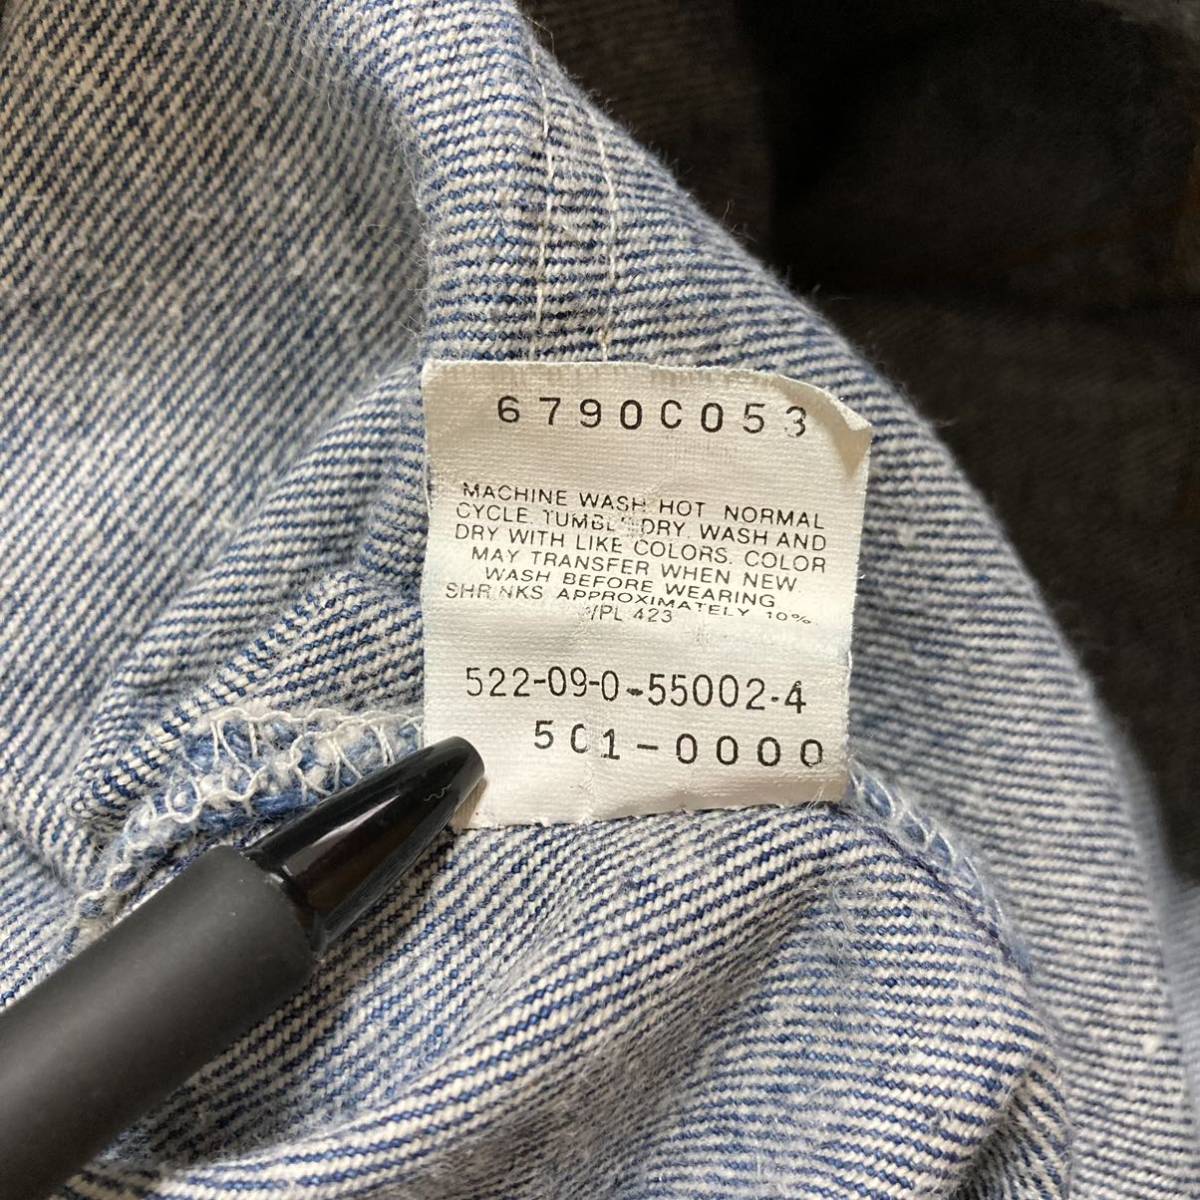 6790C053
MACHINE WASH HOT NORMAL
CYCLE. TUMBLE DRY. WASH AND
DRY WITH LIKE COLORS. COLOR
MAY TRANSFER WHEN NEW
WASH BEFORE WEARING
SHRINKS APPROXIMATELY 10%
/PL 423
522-09-0-55002-4
501-0000